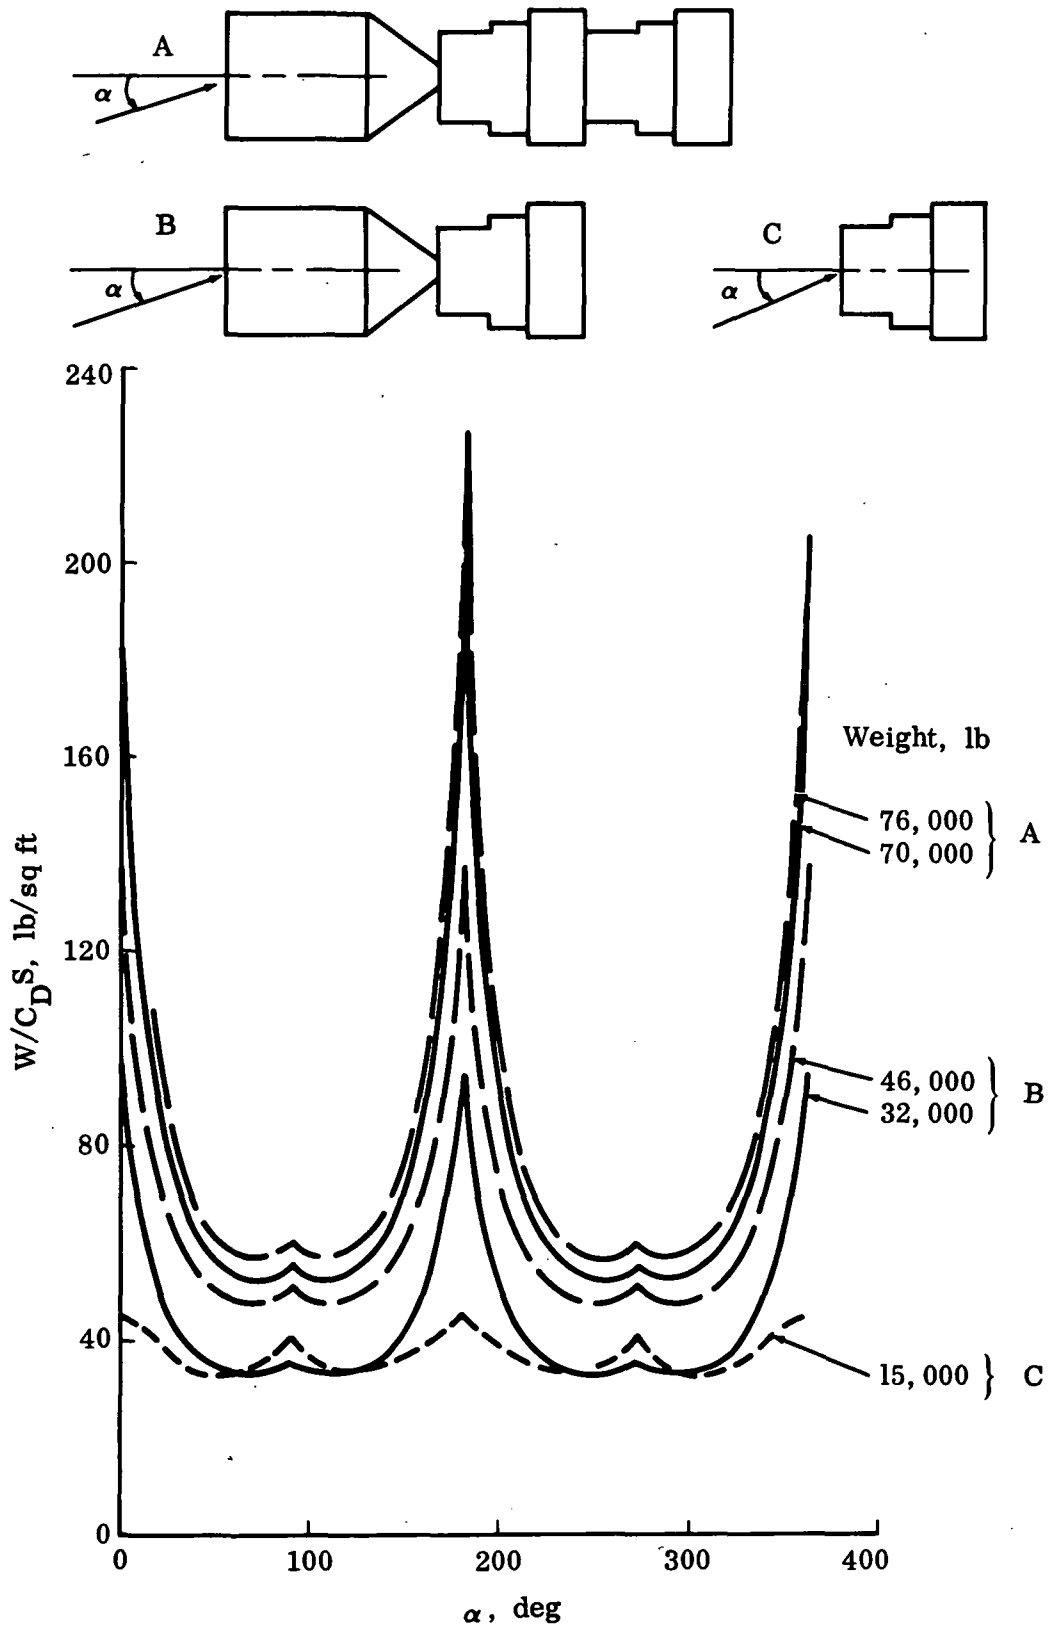 A
α
B
α
C
α
240
200
160
120
80
40
0
W/C_D S, lb/sq ft
0 100 200 300 400
α, deg
Weight, lb
76,000
70,000
A
46,000
32,000
B
15,000
C